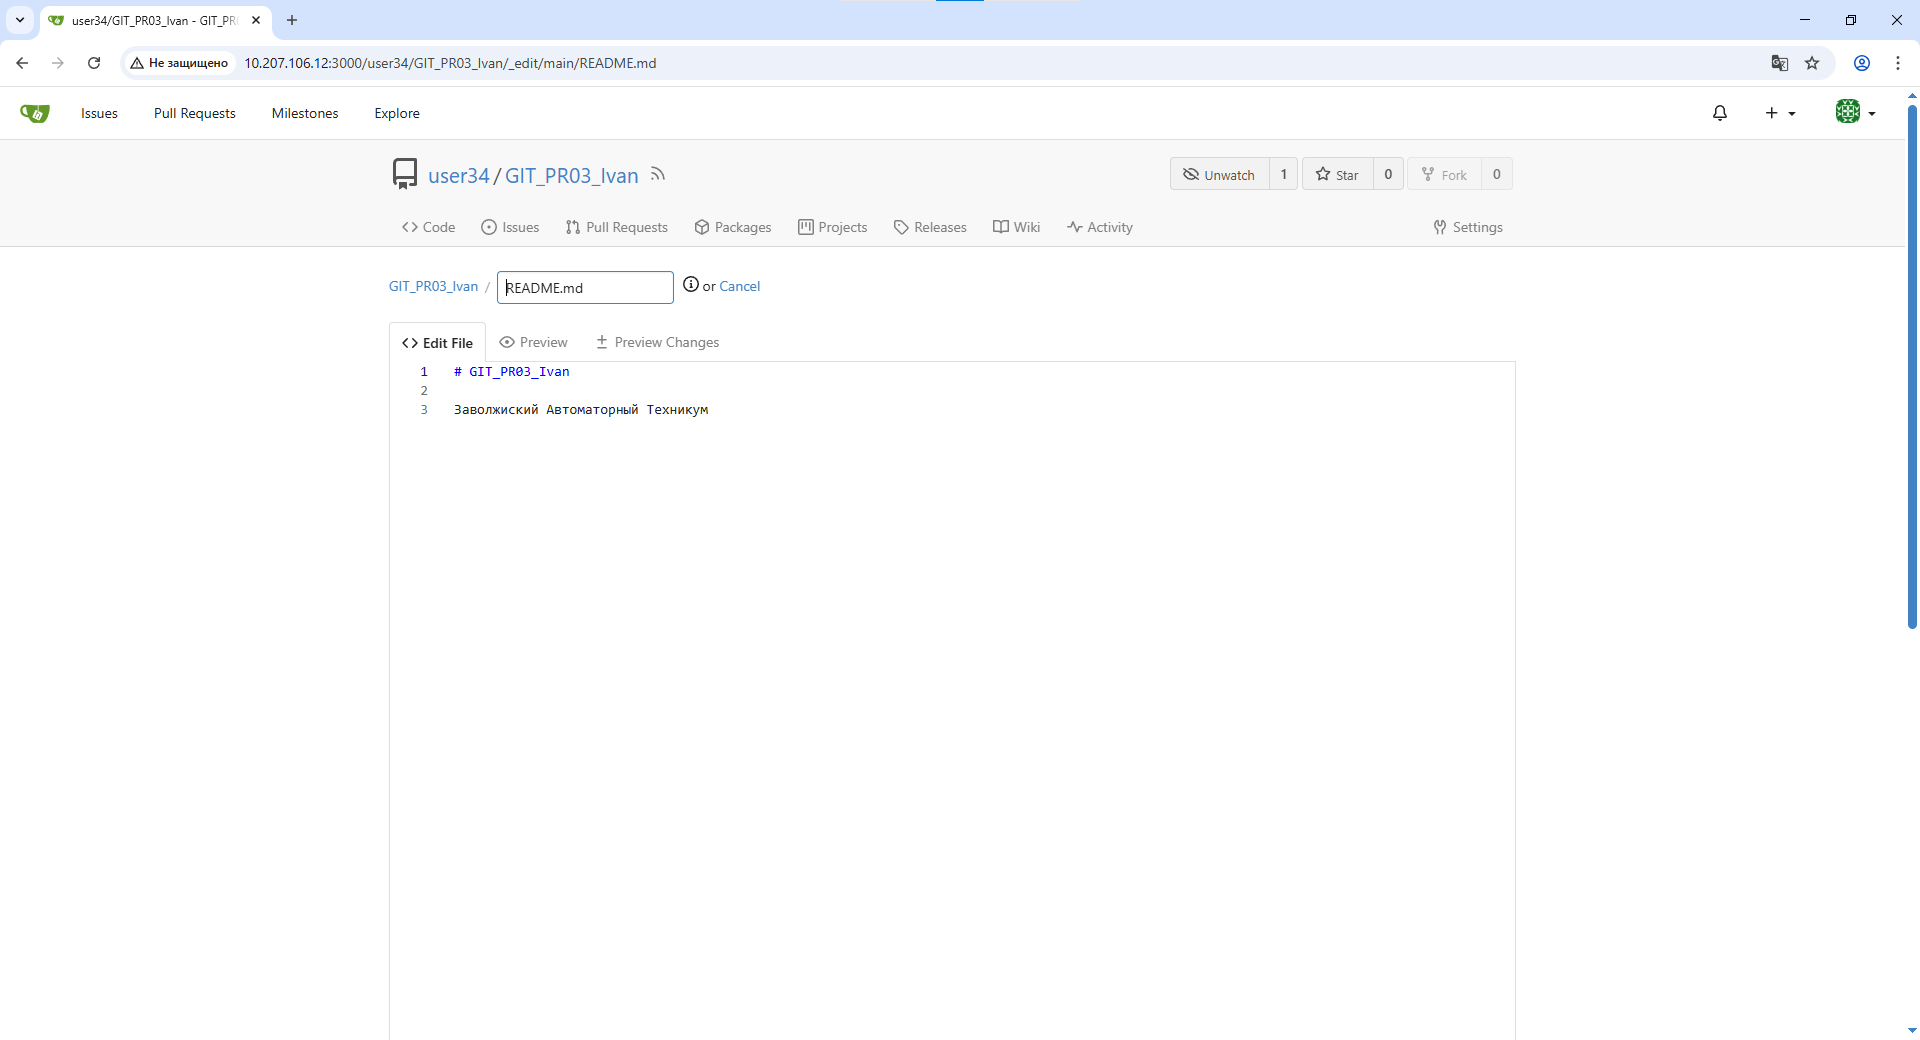 user34/GIT_PR03_Ivan - GIT_PR
Не защищено 10.207.106.12:3000/user34/GIT_PR03_Ivan/_edit/main/README.md
Issues Pull Requests Milestones Explore
user34/GIT_PR03_Ivan Unwatch 1 Star 0 Fork 0
Code Issues Pull Requests Packages Projects Releases Wiki Activity Settings
GIT_PR03_Ivan / README.md or Cancel
Edit File Preview Preview Changes
1 # GIT_PR03_Ivan
2
3 Заволжиский Автоматорный Техникум